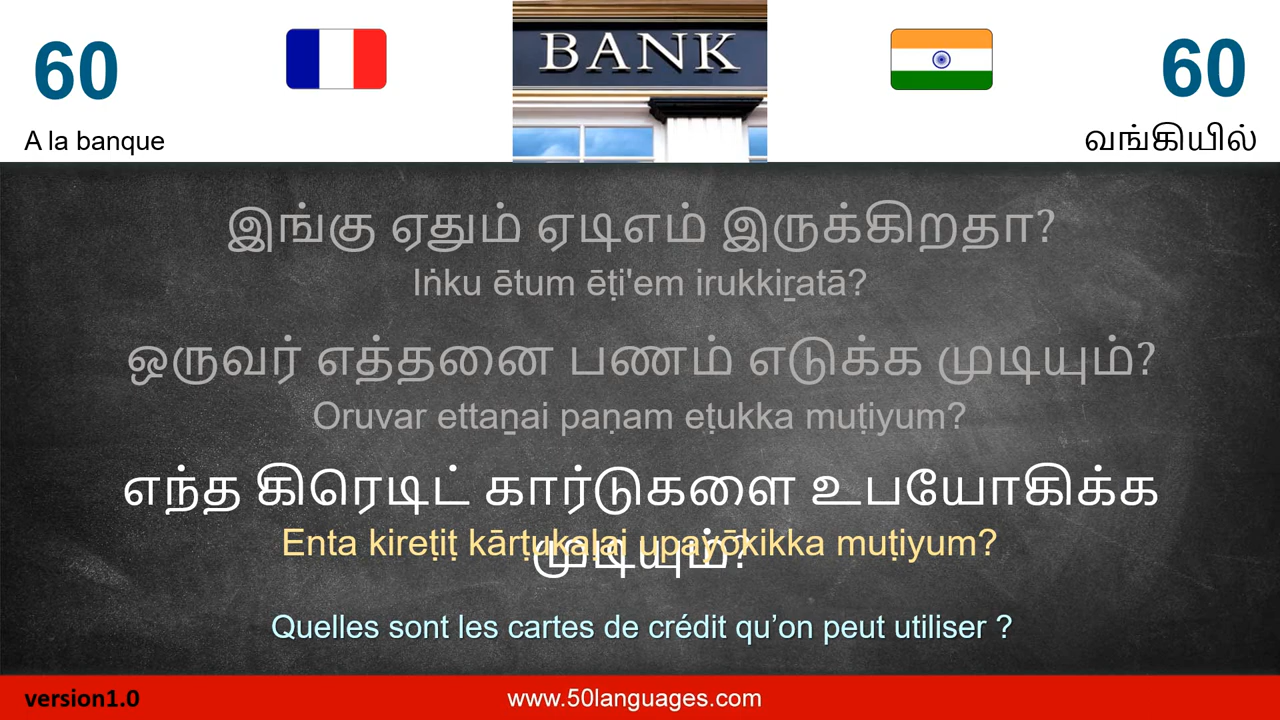 60
BANK
60
A la banque
வங்கியில்
இங்கு ஏதும் ஏடிஎம் இருக்கிறதா?
Iṅku ētum ēṭi'em irukkiṟatā?
ஒருவர் எத்தனை பணம் எடுக்க முடியும்?
Oruvar ettaṉai paṇam eṭukka muṭiyum?
எந்த கிரெடிட் கார்டுகளை உபயோகிக்க
முடியும்?
Enta kireṭiṭ kārṭukaḷai upayōkikka muṭiyum?
Quelles sont les cartes de crédit qu’on peut utiliser ?
version1.0
www.50languages.com